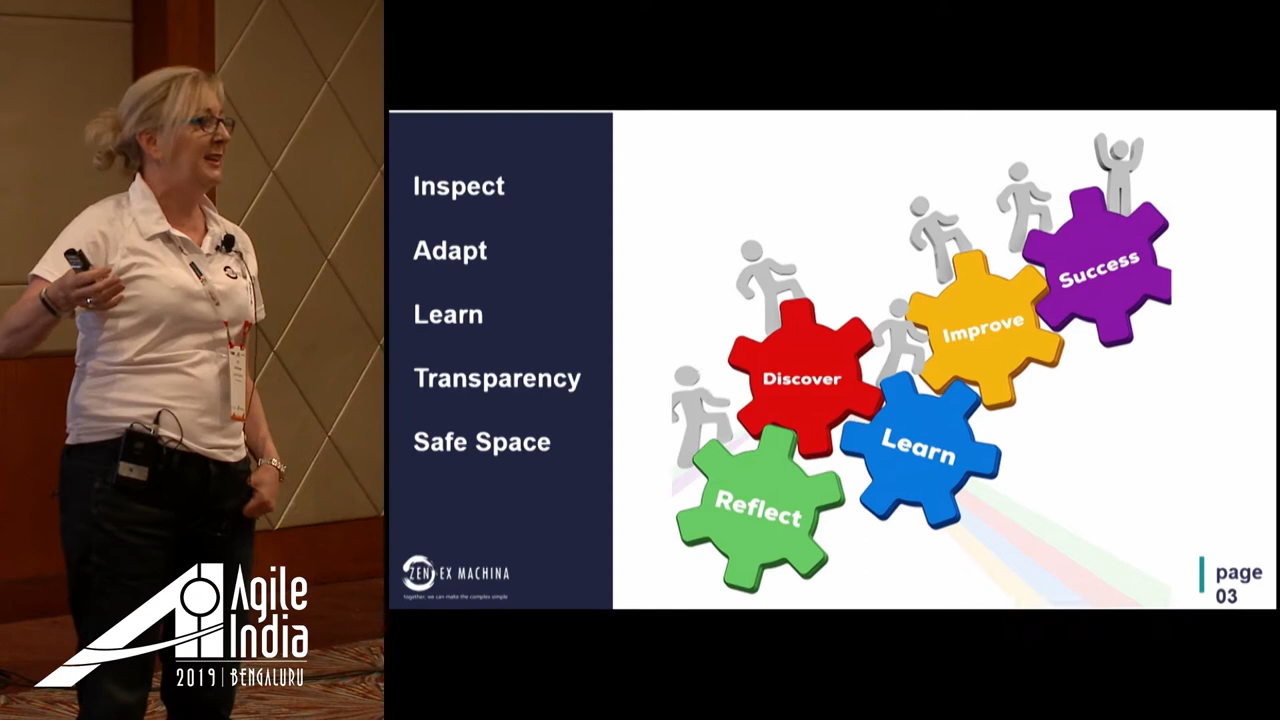 Inspect
Adapt
Learn
Transparency
Safe Space
ZEN EX MACHINA
together, we can make the complex simple
Success
Improve
Discover
Learn
Reflect
page
03
Agile
India
2019 | BENGALURU